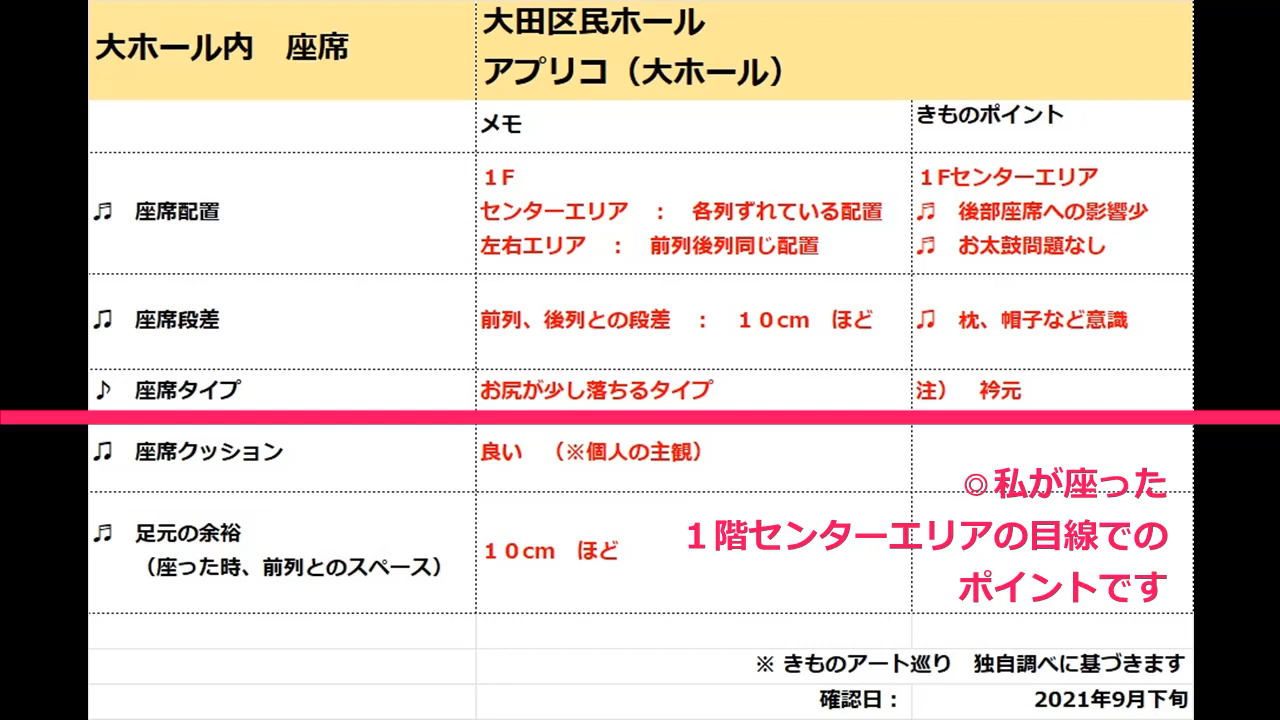 大ホール内　座席
大田区民ホール
アプリコ（大ホール）
メモ
きものポイント
♬　座席配置
１F
センターエリア　：　各列ずれている配置
左右エリア　：　前列後列同じ配置
１Fセンターエリア
♬　後部座席への影響少
♬　お太鼓問題なし
♫　座席段差
前列、後列との段差　：　１０cm　ほど
♫　枕、帽子など意識
♪　座席タイプ
お尻が少し落ちるタイプ
注）　衿元
♫　座席クッション
良い　（※個人の主観）
♬　足元の余裕
（座った時、前列とのスペース）
１０cm　ほど
◎私が座った
１階センターエリアの目線での
ポイントです
※ きものアート巡り　独自調べに基づきます
確認日：
2021年9月下旬